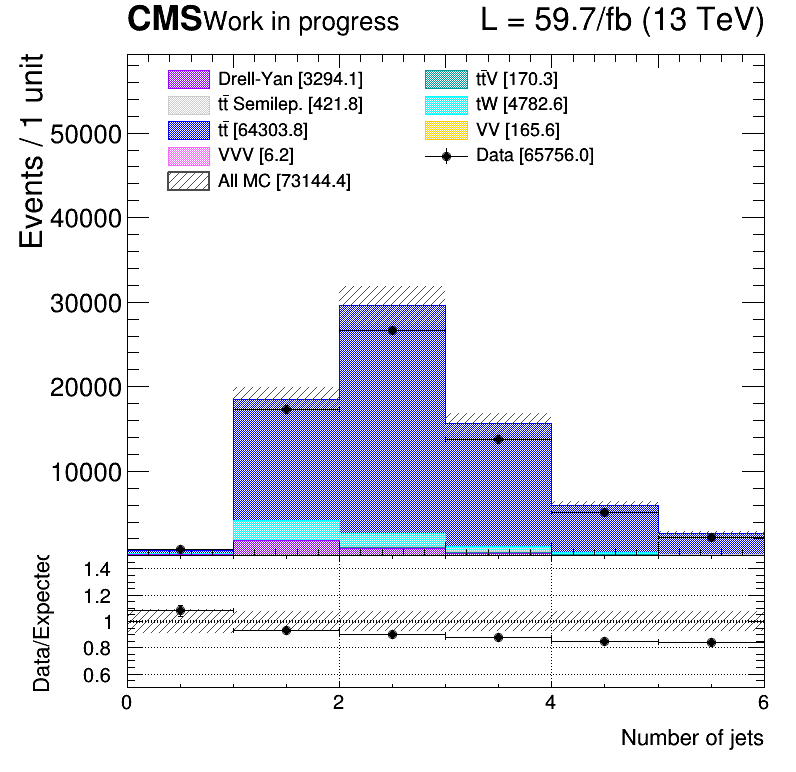 CMS Work in progress L = 59.7/fb (13 TeV)
Events / 1 unit
Drell-Yan [3294.1]
tt̄ Semilep. [421.8]
tt̄ [64303.8]
VVV [6.2]
All MC [73144.4]
tt̄V [170.3]
tW [4782.6]
VV [165.6]
Data [65756.0]
50000
40000
30000
20000
10000
Data/Expected
1.4
1.2
1
0.8
0.6
0 2 4 6
Number of jets